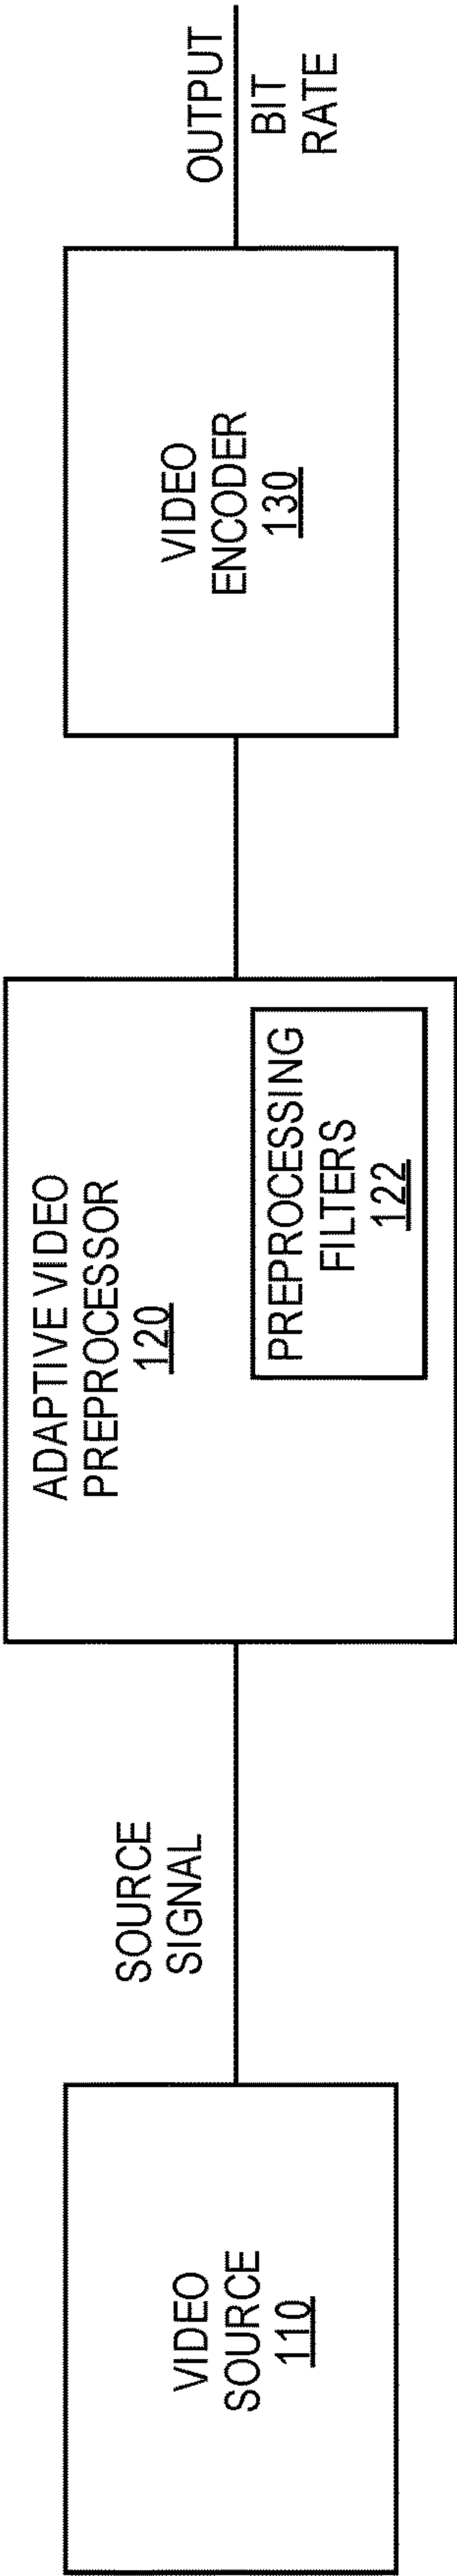 VIDEO
SOURCE
110
SOURCE
SIGNAL
ADAPTIVE VIDEO
PREPROCESSOR
120
PREPROCESSING
FILTERS
122
VIDEO
ENCODER
130
OUTPUT
BIT
RATE